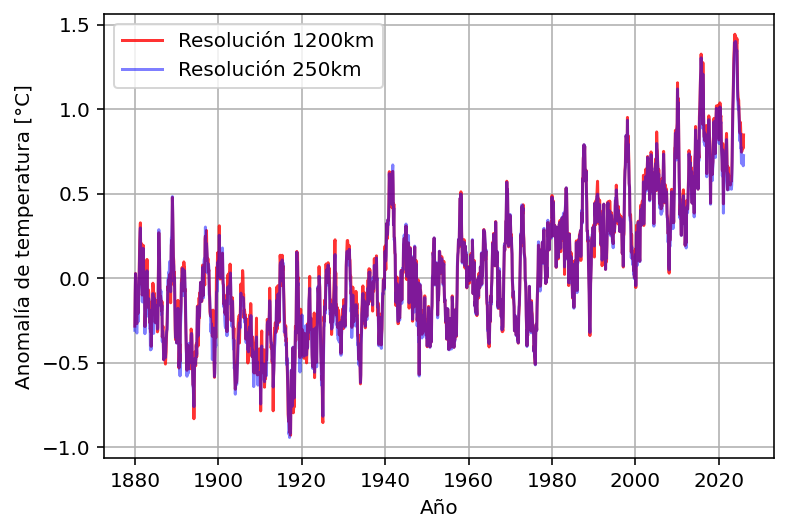 Resolución 1200km
Resolución 250km
Anomalía de temperatura [°C]
1.5
1.0
0.5
0.0
−0.5
−1.0
1880 1900 1920 1940 1960 1980 2000 2020
Año